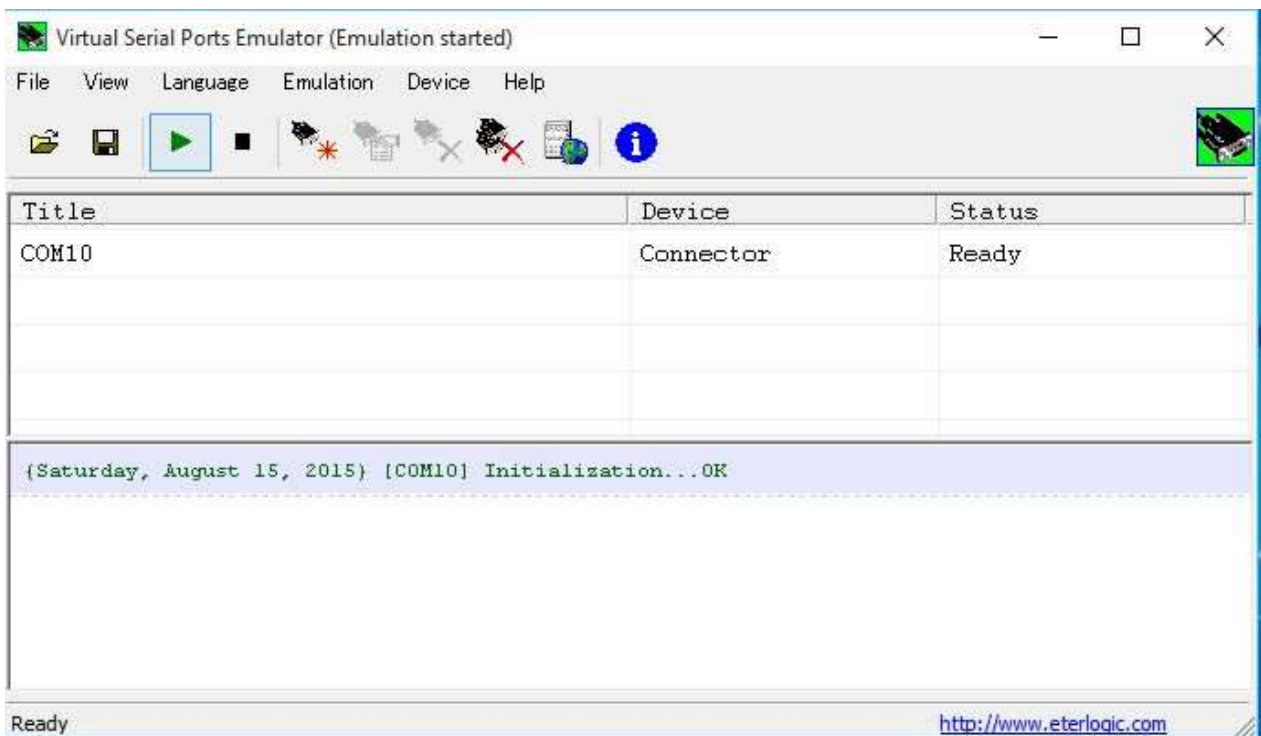 Virtual Serial Ports Emulator (Emulation started)
File View Language Emulation Device Help
Title Device Status
COM10 Connector Ready
{Saturday, August 15, 2015} [COM10] Initialization...OK
Ready http://www.eterlogic.com